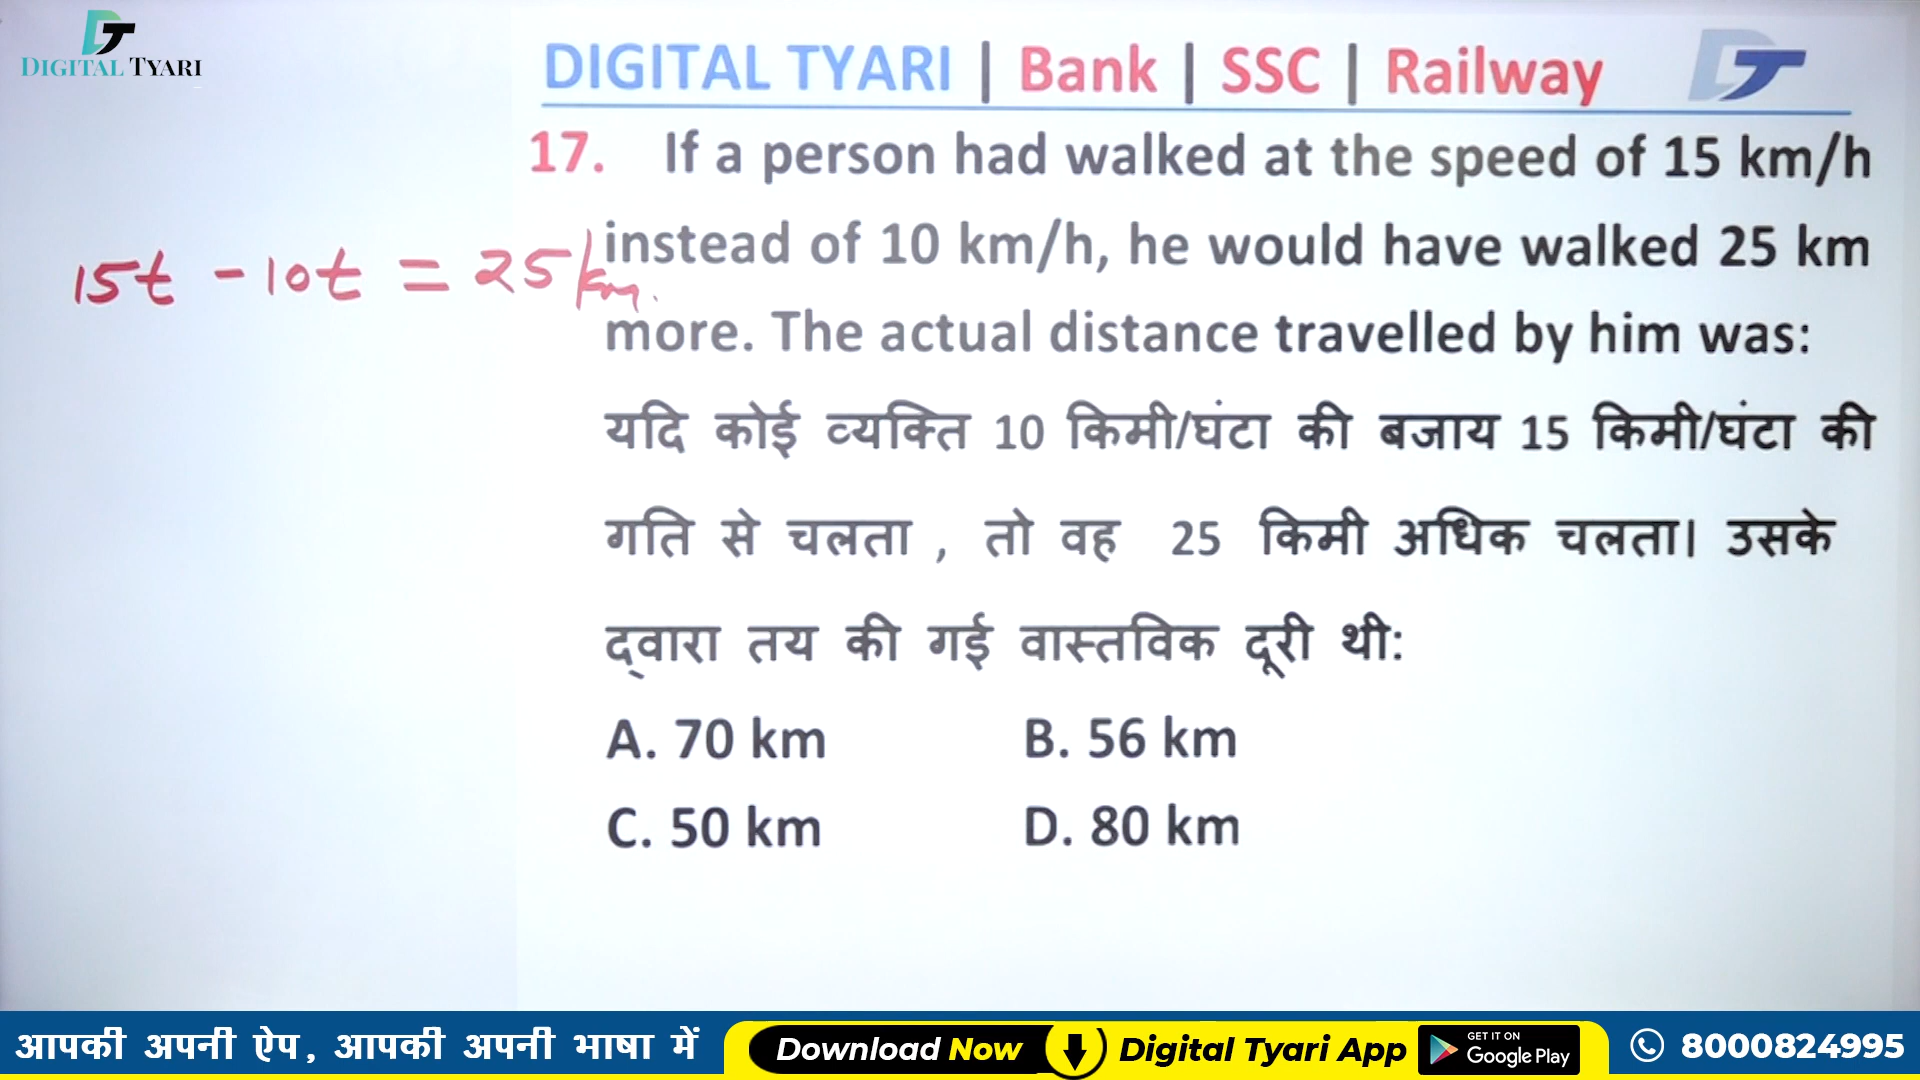 DT
DIGITAL TYARI
DIGITAL TYARI | Bank | SSC | Railway
17. If a person had walked at the speed of 15 km/h
instead of 10 km/h, he would have walked 25 km
more. The actual distance travelled by him was:
15t - 10t = 25 km.
यदि कोई व्यक्ति 10 किमी/घंटा की बजाय 15 किमी/घंटा की
गति से चलता , तो वह 25 किमी अधिक चलता। उसके
द्वारा तय की गई वास्तविक दूरी थी:
A. 70 km B. 56 km
C. 50 km D. 80 km
आपकी अपनी ऐप, आपकी अपनी भाषा में Download Now Digital Tyari App GET IT ON Google Play 8000824995